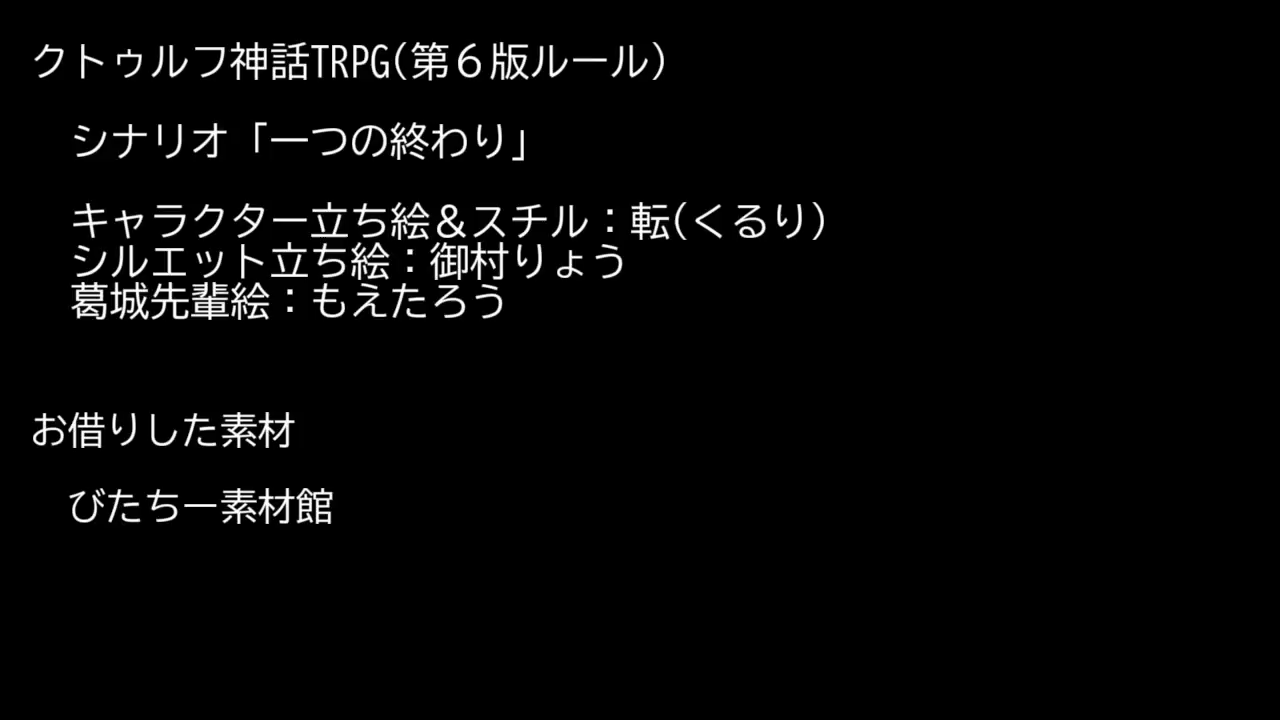 クトゥルフ神話TRPG(第６版ルール)
シナリオ「一つの終わり」
キャラクター立ち絵＆スチル：転(くるり)
シルエット立ち絵：御村りょう
葛城先輩絵：もえたろう
お借りした素材
びたちー素材館